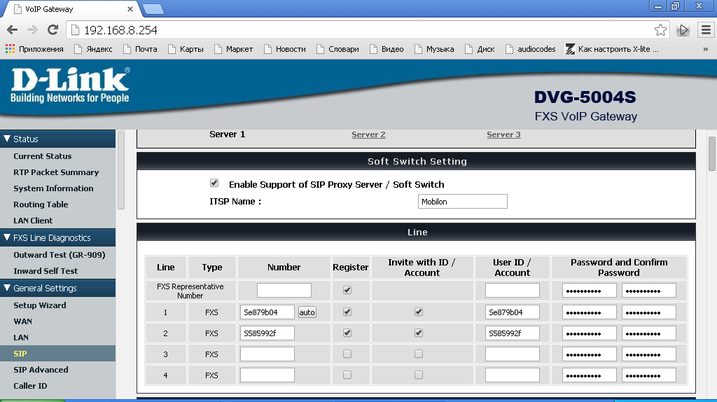 VoIP Gateway
192.168.8.254
Приложения Яндекс Почта Карты Маркет Новости Словари Видео Музыка Диск audiocodes Как настроить X-lite ... »
D-Link
Building Networks for People
DVG-5004S
FXS VoIP Gateway
Status
Current Status
RTP Packet Summary
System Information
Routing Table
LAN Client
FXS Line Diagnostics
Outward Test (GR-909)
Inward Self Test
General Settings
Setup Wizard
WAN
LAN
SIP
SIP Advanced
Caller ID
Server 1 Server 2 Server 3
Soft Switch Setting
Enable Support of SIP Proxy Server / Soft Switch
ITSP Name : Mobilon
Line
Line Type Number Register Invite with ID / Account User ID / Account Password and Confirm Password
FXS Representative Number
1 FXS Se879b04 auto Se879b04 •••••••••• ••••••••••
2 FXS S585992f S585992f •••••••••• ••••••••••
3 FXS •••••••••• ••••••••••
4 FXS •••••••••• ••••••••••